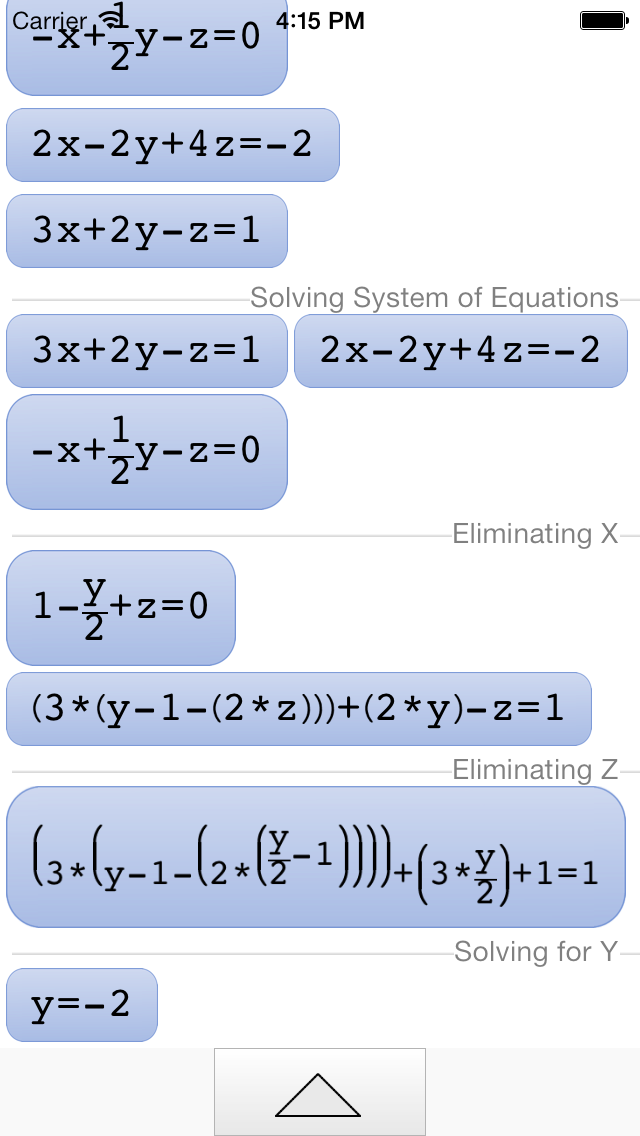 Carrier 4:15 PM
-x+1/2y-z=0
2x-2y+4z=-2
3x+2y-z=1
Solving System of Equations
3x+2y-z=1 2x-2y+4z=-2
-x+1/2y-z=0
Eliminating X
1-y/2+z=0
(3*(y-1-(2*z)))+(2*y)-z=1
Eliminating Z
(3*(y-1-(2*(y/2-1))))+(3*y/2)+1=1
Solving for Y
y=-2